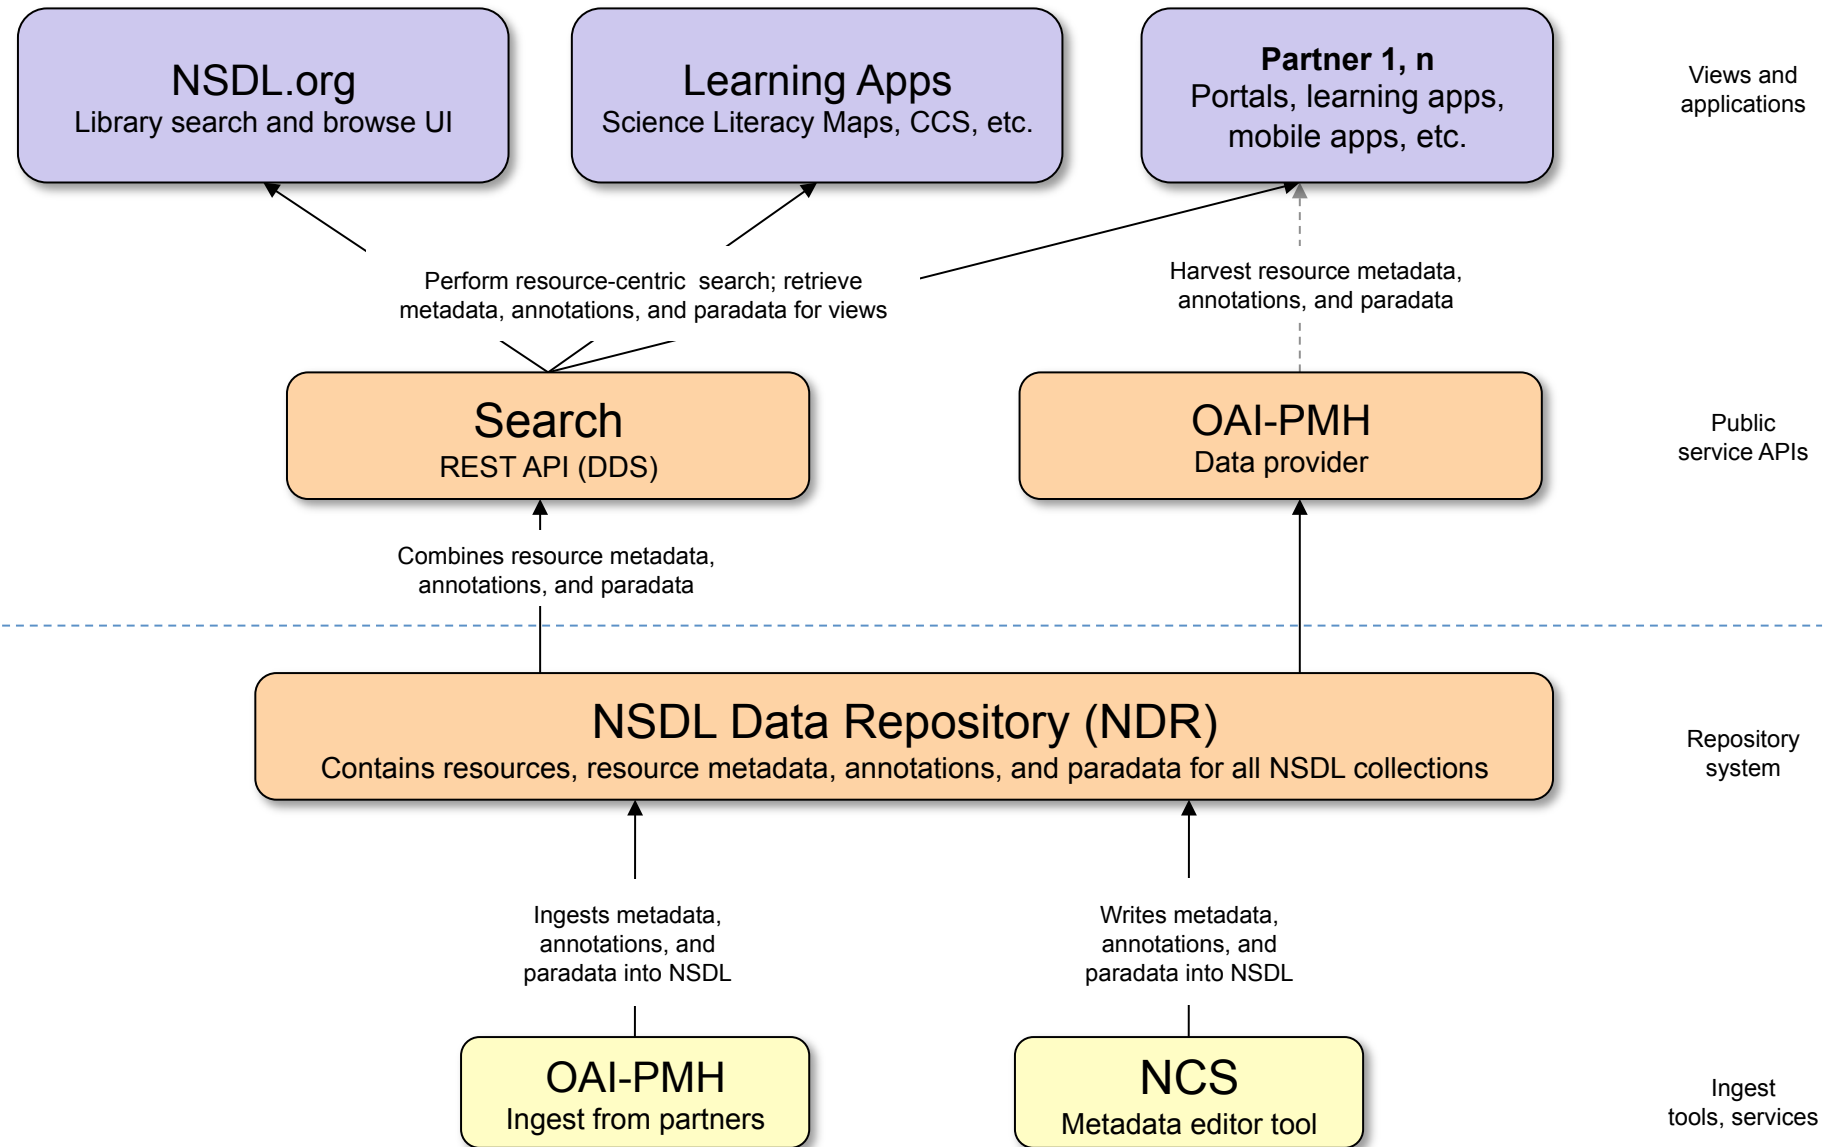 NSDL.org
Library search and browse UI
Learning Apps
Science Literacy Maps, CCS, etc.
Partner 1, n
Portals, learning apps,
mobile apps, etc.
Views and
applications
Perform resource-centric search; retrieve
metadata, annotations, and paradata for views
Harvest resource metadata,
annotations, and paradata
Search
REST API (DDS)
OAI-PMH
Data provider
Public
service APIs
Combines resource metadata,
annotations, and paradata
NSDL Data Repository (NDR)
Contains resources, resource metadata, annotations, and paradata for all NSDL collections
Repository
system
Ingests metadata,
annotations, and
paradata into NSDL
Writes metadata,
annotations, and
paradata into NSDL
OAI-PMH
Ingest from partners
NCS
Metadata editor tool
Ingest
tools, services